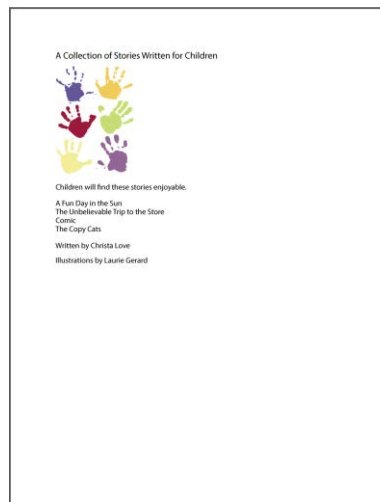 A Collection of Stories Written for Children
Children will find these stories enjoyable.
A Fun Day in the Sun
The Unbelievable Trip to the Store
Comic
The Copy Cats
Written by Christa Love
Illustrations by Laurie Gerard